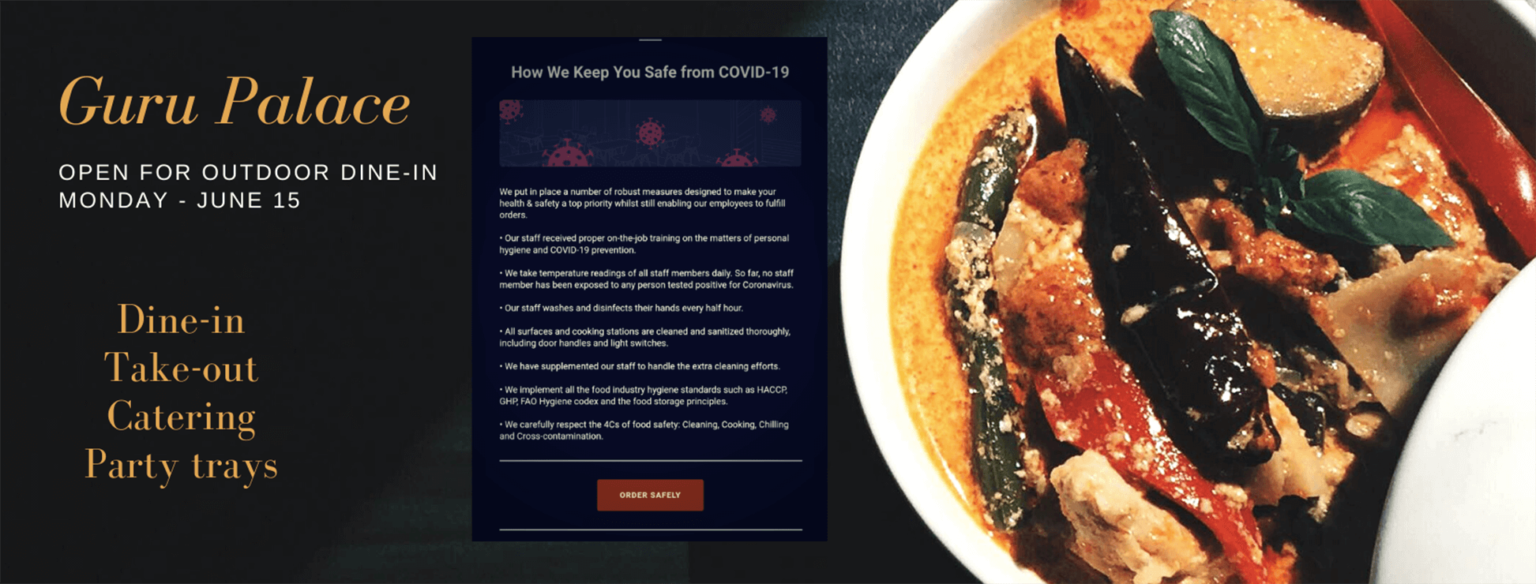 Guru Palace
OPEN FOR OUTDOOR DINE-IN
MONDAY - JUNE 15
Dine-in
Take-out
Catering
Party trays
How We Keep You Safe from COVID-19
We put in place a number of robust measures designed to make your
health & safety a top priority whilst still enabling our employees to fulfill
orders.
• Our staff received proper on-the-job training on the matters of personal
hygiene and COVID-19 prevention.
• We take temperature readings of all staff members daily. So far, no staff
member has been exposed to any person tested positive for Coronavirus.
• Our staff washes and disinfects their hands every half hour.
• All surfaces and cooking stations are cleaned and sanitized thoroughly,
including door handles and light switches.
• We have supplemented our staff to handle the extra cleaning efforts.
• We implement all the food industry hygiene standards such as HACCP,
GHP, FAO Hygiene codex and the food storage principles.
• We carefully respect the 4Cs of food safety: Cleaning, Cooking, Chilling
and Cross-contamination.
ORDER SAFELY